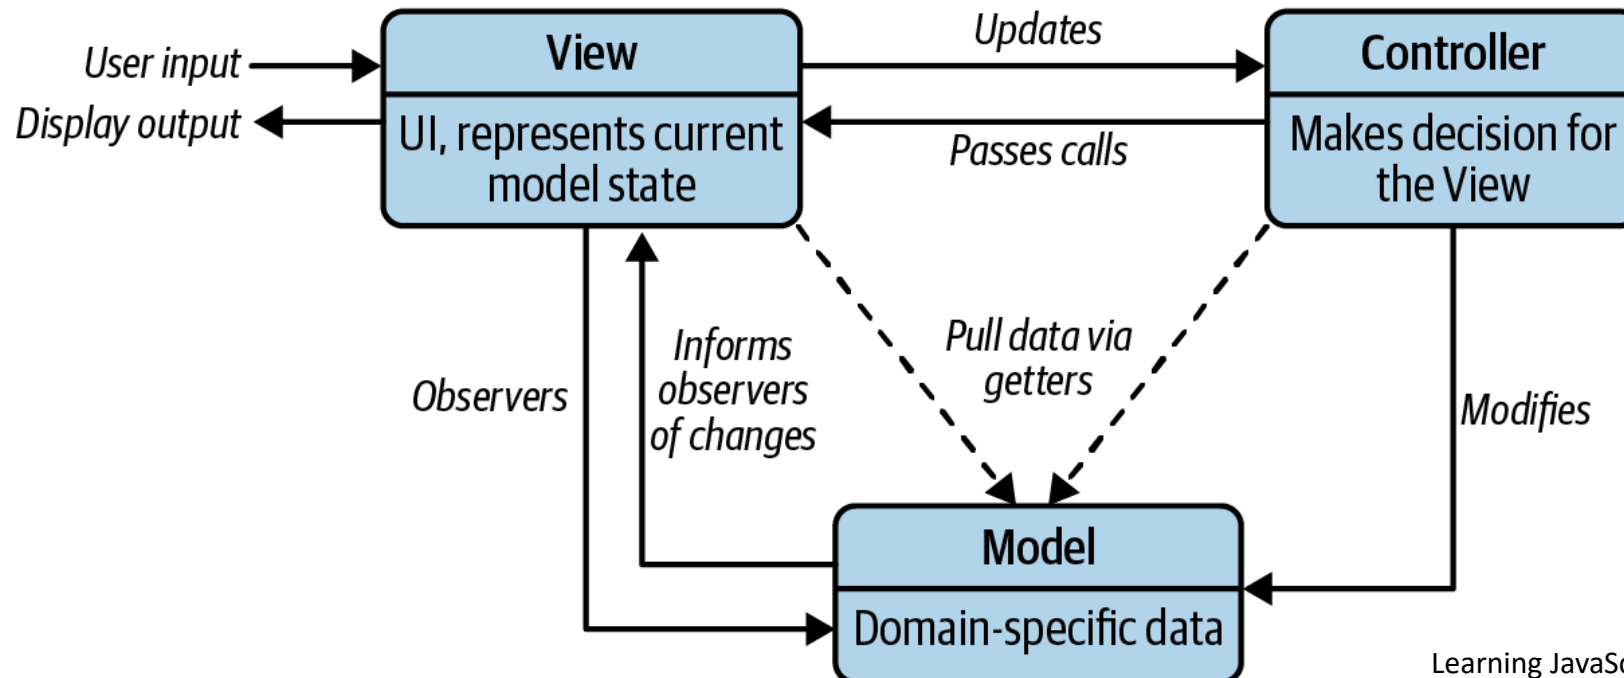 User input
Display output
View
UI, represents current
model state
Updates
Passes calls
Controller
Makes decision for
the View
Observers
Informs
observers
of changes
Pull data via
getters
Modifies
Model
Domain-specific data
Learning